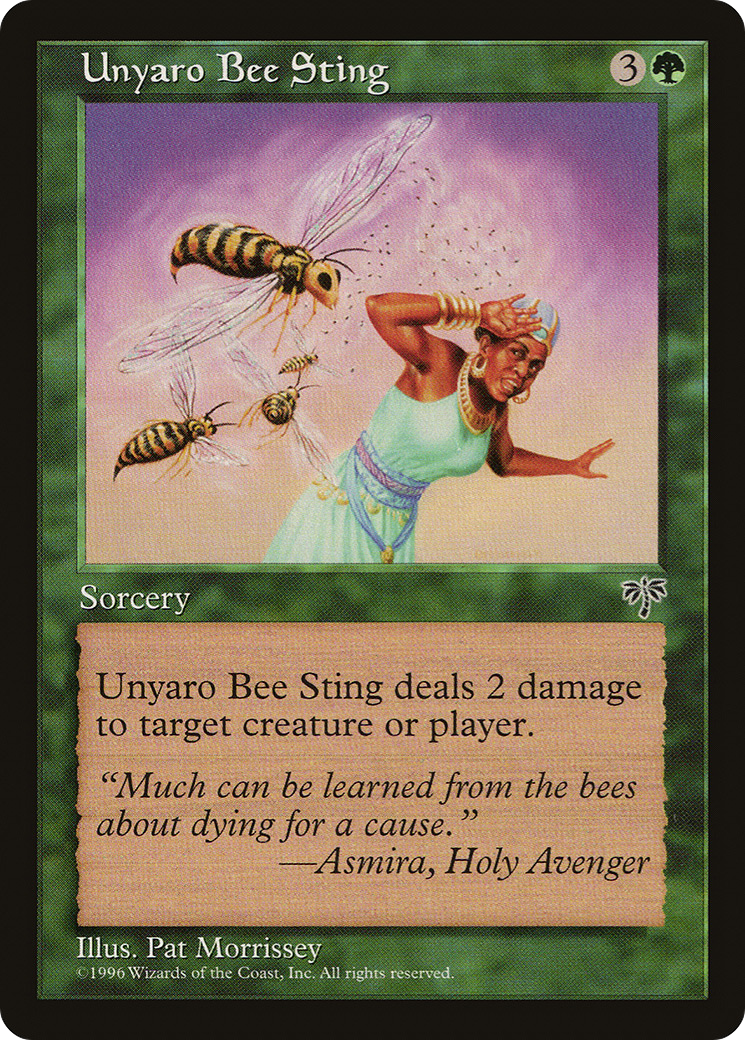 Unyaro Bee Sting 3
Sorcery
Unyaro Bee Sting deals 2 damage
to target creature or player.
“Much can be learned from the bees
about dying for a cause.”
—Asmira, Holy Avenger
Illus. Pat Morrissey
©1996 Wizards of the Coast, Inc. All rights reserved.